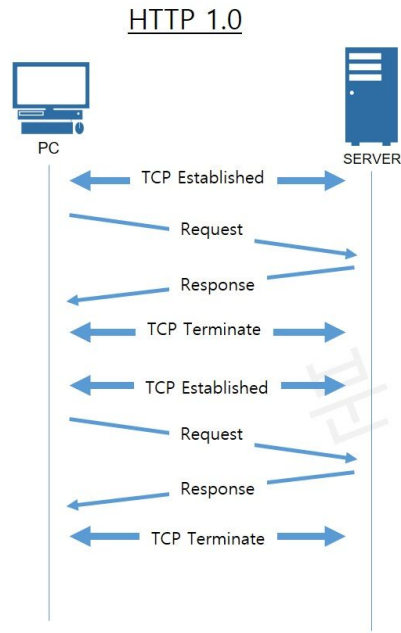 HTTP 1.0
PC
SERVER
TCP Established
Request
Response
TCP Terminate
TCP Established
Request
Response
TCP Terminate